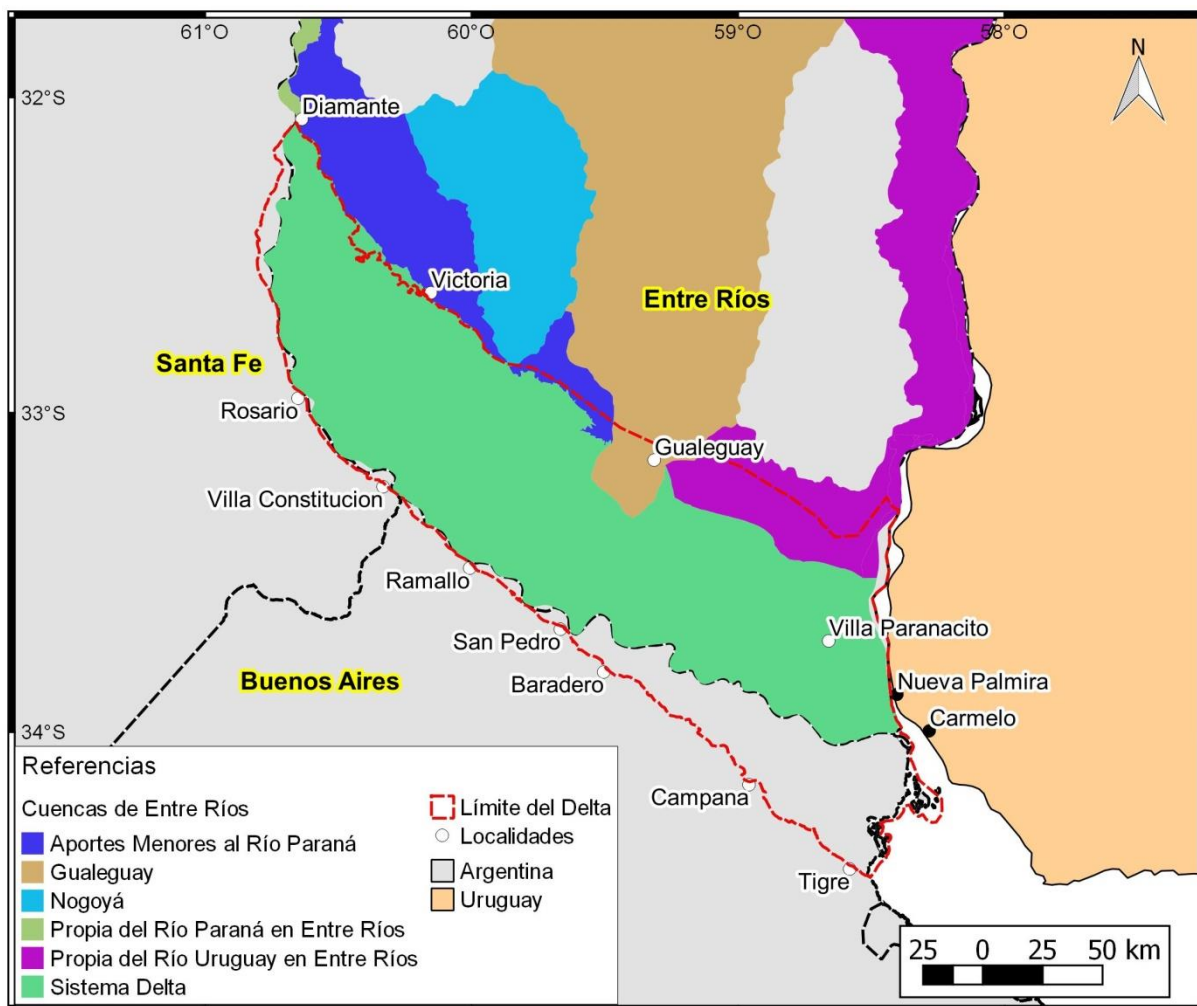 61°O
60°O
59°O
58°O
N
32°S
Diamante
Victoria
Entre Ríos
Santa Fe
33°S
Rosario
Gualeguay
Villa Constitucion
Ramallo
San Pedro
Villa Paranacito
Buenos Aires
Baradero
Nueva Palmira
Carmelo
34°S
Campana
Tigre
Referencias
Cuencas de Entre Ríos
Aportes Menores al Río Paraná
Gualeguay
Nogoyá
Propia del Río Paraná en Entre Ríos
Propia del Río Uruguay en Entre Ríos
Sistema Delta
Límite del Delta
Localidades
Argentina
Uruguay
25 0 25 50 km